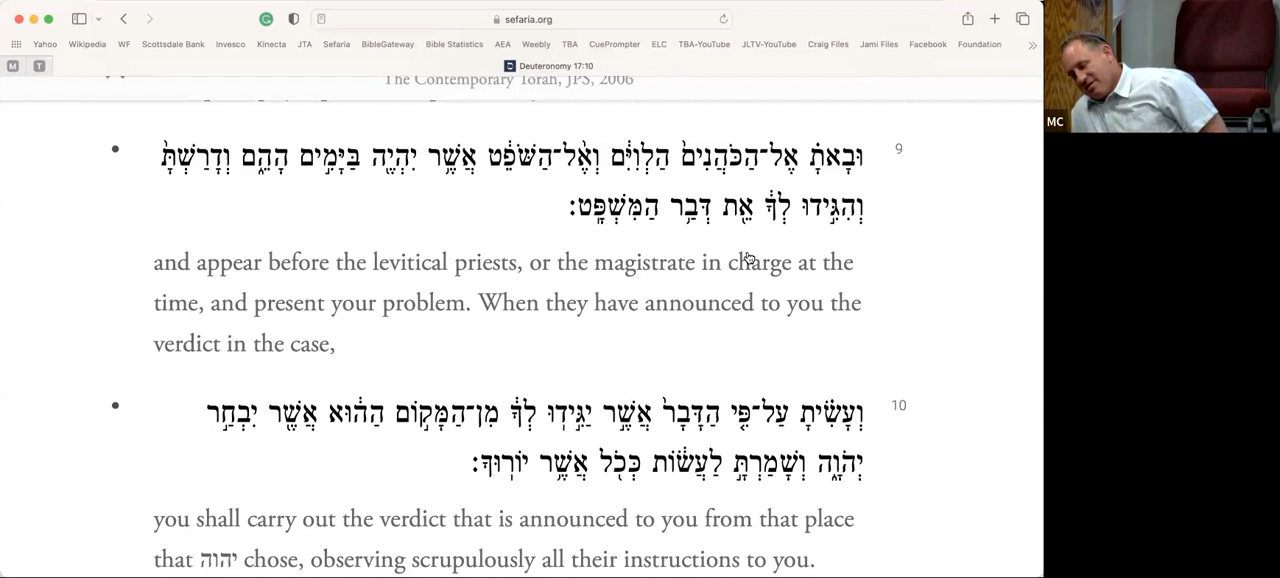 sefaria.org
Yahoo Wikipedia WF Scottsdale Bank Invesco Kinecta JTA Sefaria BibleGateway Bible Statistics AEA Weebly TBA CuePrompter ELC TBA-YouTube JLTV-YouTube Craig Files Jami Files Facebook Foundation
M T Deuteronomy 17:10
The Contemporary Torah, JPS, 2006
MC
וּבָאתָ֗ אֶל־הַכֹּהֲנִים֙ הַלְוִיִּ֔ם וְאֶ֨ל־הַשֹּׁפֵ֔ט אֲשֶׁ֥ר יִהְיֶ֖ה בַּיָּמִ֣ים הָהֵ֑ם וְדָרַשְׁתָּ֙ 9
וְהִגִּ֣ידוּ לְךָ֔ אֵ֖ת דְּבַ֥ר הַמִּשְׁפָּֽט׃
and appear before the levitical priests, or the magistrate in charge at the
time, and present your problem. When they have announced to you the
verdict in the case,
וְעָשִׂ֗יתָ עַל־פִּ֤י הַדָּבָר֙ אֲשֶׁ֣ר יַגִּ֣ידֽוּ לְךָ֔ מִן־הַמָּק֣וֹם הַה֔וּא אֲשֶׁ֖ר יִבְחַ֣ר 10
יְהֹוָ֑ה וְשָׁמַרְתָּ֣ לַעֲשׂ֔וֹת כְּכֹ֖ל אֲשֶׁ֥ר יוֹרֽוּךָ׃
you shall carry out the verdict that is announced to you from that place
that יהוה chose, observing scrupulously all their instructions to you.